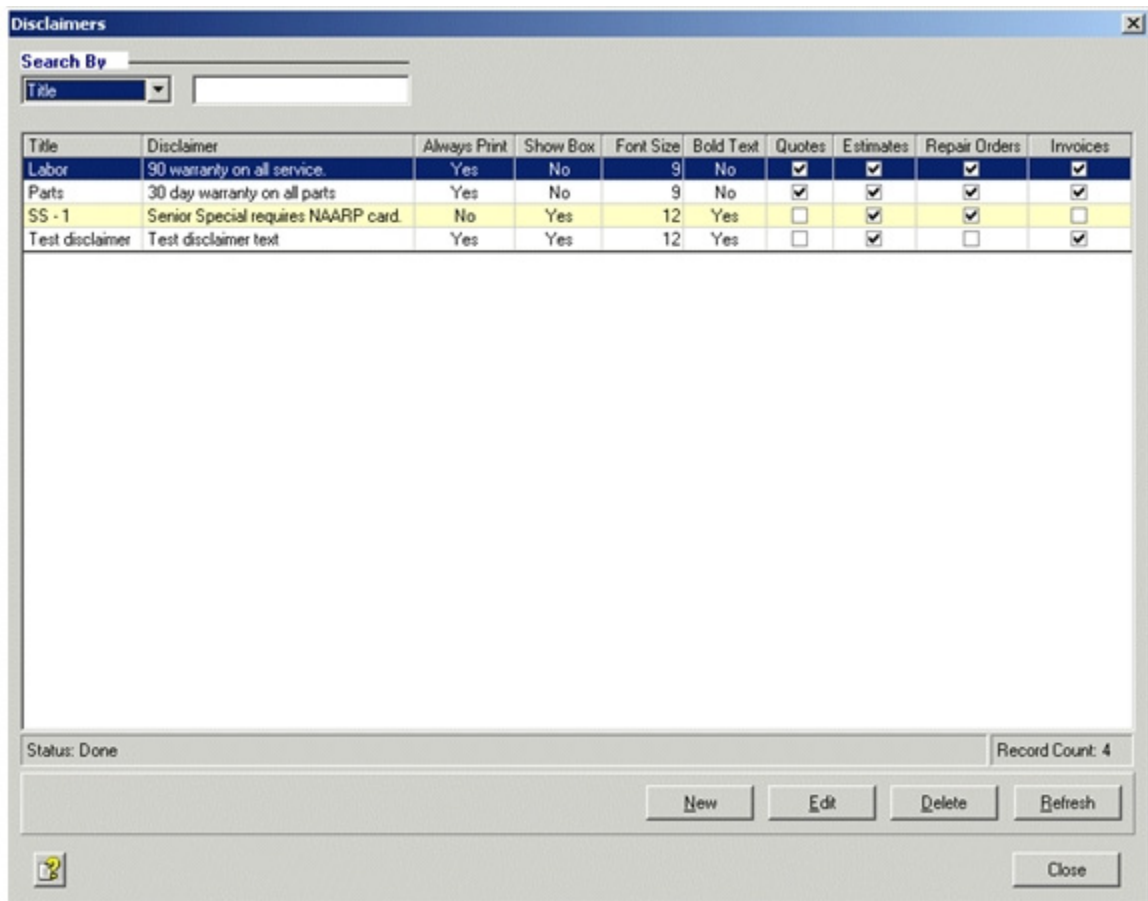 Disclaimers
Search By
Title
Title Disclaimer Always Print Show Box Font Size Bold Text Quotes Estimates Repair Orders Invoices
Labor 90 warranty on all service. Yes No 9 No
Parts 30 day warranty on all parts Yes No 9 No
SS - 1 Senior Special requires NAARP card. No Yes 12 Yes
Test disclaimer Test disclaimer text Yes Yes 12 Yes
Status: Done Record Count: 4
New Edit Delete Refresh
Close